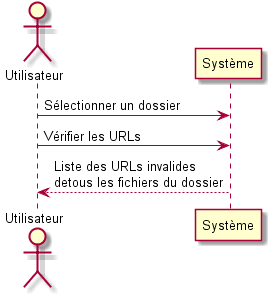 Utilisateur
Système
Sélectionner un dossier
Vérifier les URLs
Liste des URLs invalides
detous les fichiers du dossier
Utilisateur
Système